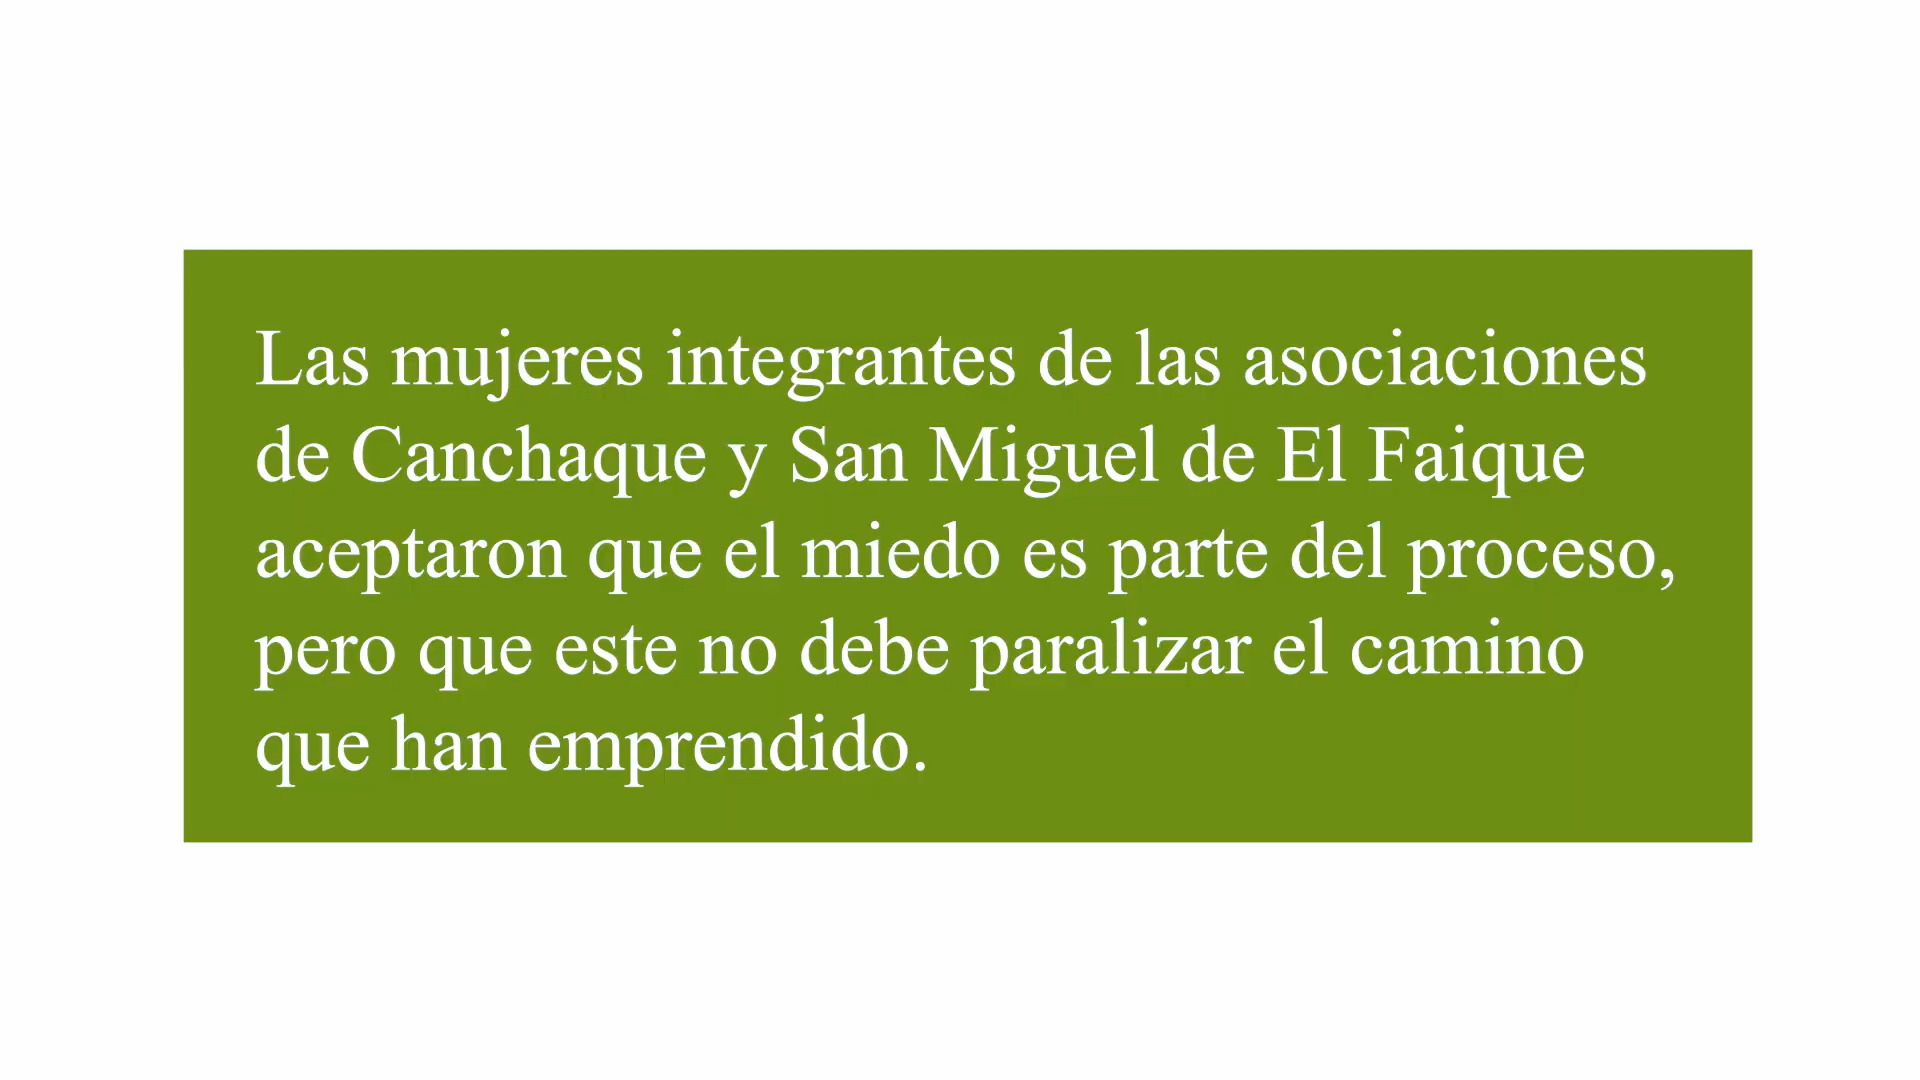 Las mujeres integrantes de las asociaciones
de Canchaque y San Miguel de El Faique
aceptaron que el miedo es parte del proceso,
pero que este no debe paralizar el camino
que han emprendido.